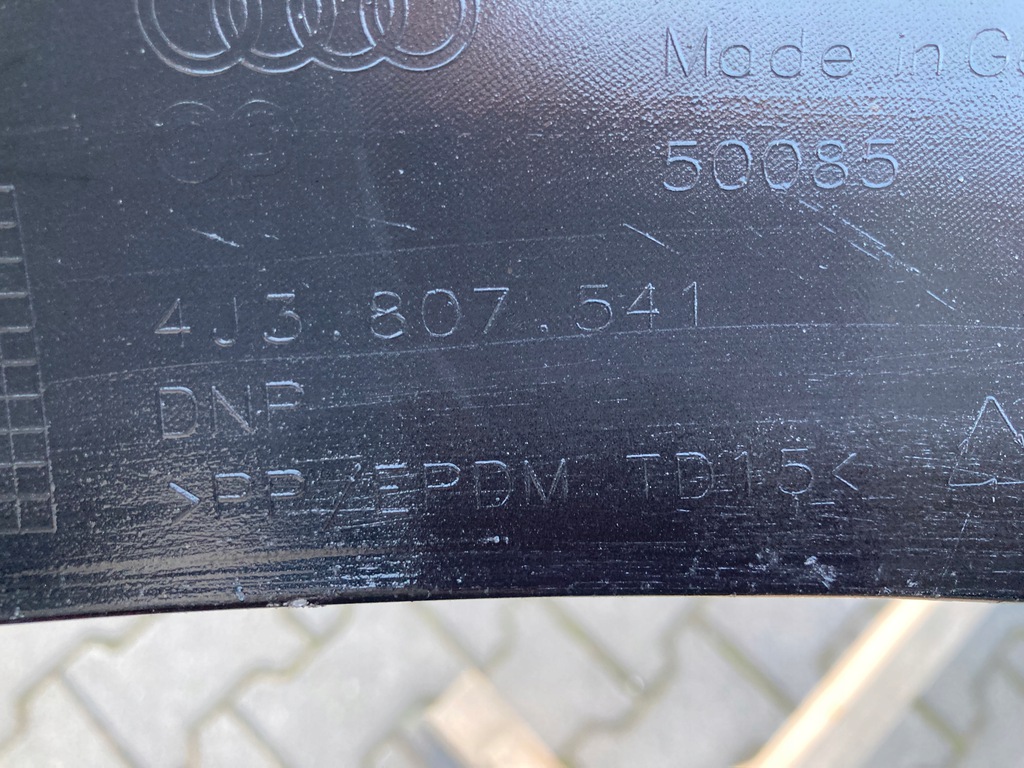 Made in G
50085
4J3.807.541
DNP
>PP/EPDM TD15<